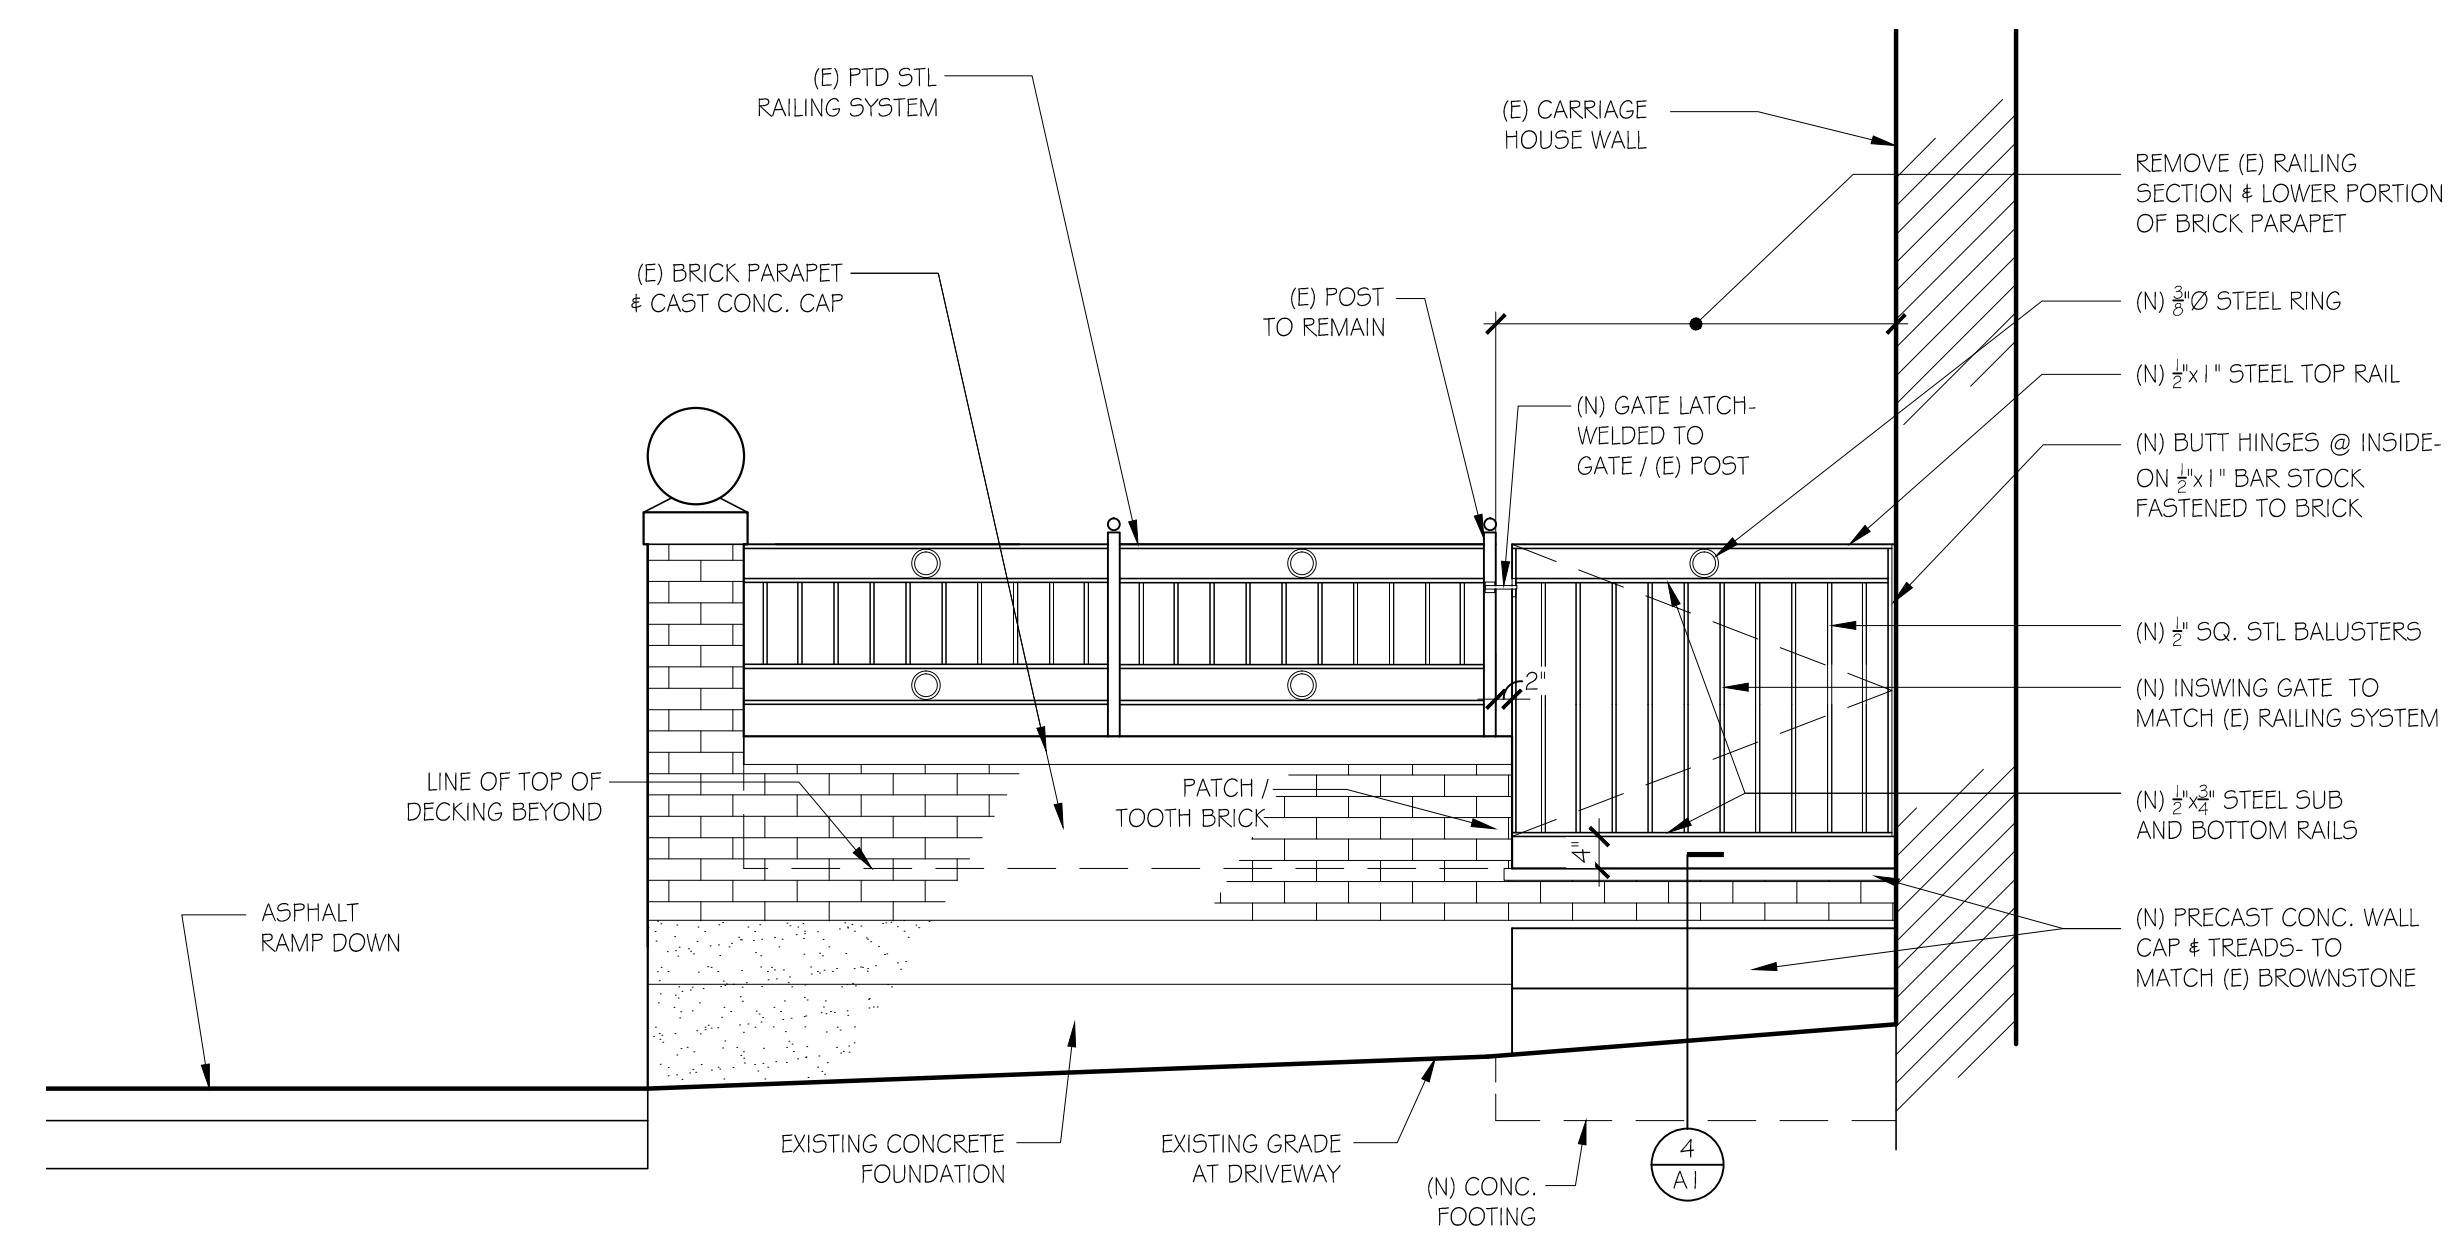 (E) PTD STL
RAILING SYSTEM
(E) CARRIAGE
HOUSE WALL
REMOVE (E) RAILING
SECTION & LOWER PORTION
OF BRICK PARAPET
(E) BRICK PARAPET
& CAST CONC. CAP
(E) POST
TO REMAIN
(N) 3/8"Ø STEEL RING
(N) 1/2"x1" STEEL TOP RAIL
(N) GATE LATCH-
WELDED TO
GATE / (E) POST
(N) BUTT HINGES @ INSIDE-
ON 1/2"x1" BAR STOCK
FASTENED TO BRICK
(N) 1/2" SQ. STL BALUSTERS
2"
(N) INSWING GATE TO
MATCH (E) RAILING SYSTEM
LINE OF TOP OF
DECKING BEYOND
PATCH /
TOOTH BRICK
(N) 1/2"x3/4" STEEL SUB
AND BOTTOM RAILS
4"
ASPHALT
RAMP DOWN
(N) PRECAST CONC. WALL
CAP & TREADS- TO
MATCH (E) BROWNSTONE
EXISTING CONCRETE
FOUNDATION
EXISTING GRADE
AT DRIVEWAY
(N) CONC.
FOOTING
4
A1